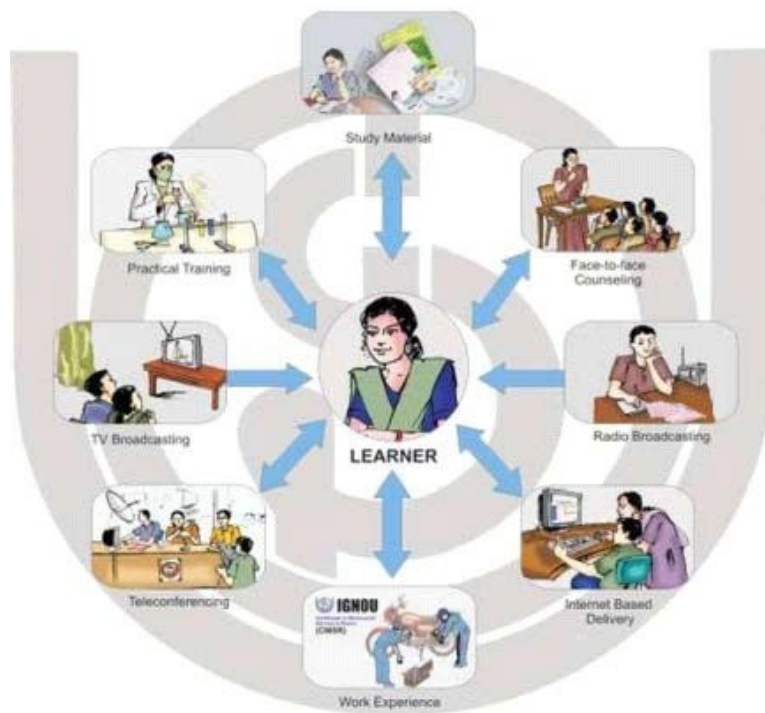 Study Material
Practical Training
Face-to-face
Counseling
TV Broadcasting
LEARNER
Radio Broadcasting
Teleconferencing
IGNOU
(CMSR)
Internet Based
Delivery
Work Experience